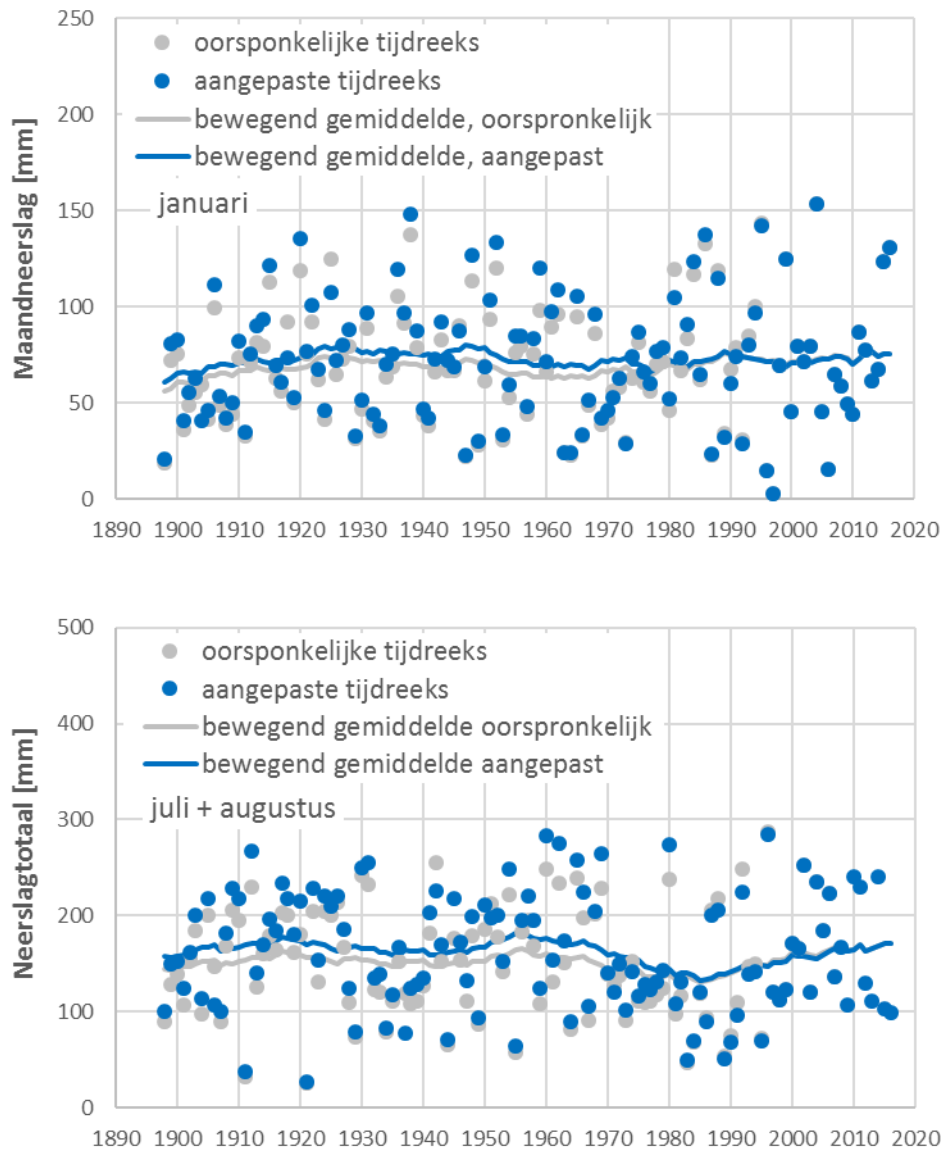 250
200
150
100
50
0
Maandneerslag [mm]
oorsponkelijke tijdreeks
aangepaste tijdreeks
bewegend gemiddelde, oorspronkelijk
bewegend gemiddelde, aangepast
januari
1890 1900 1910 1920 1930 1940 1950 1960 1970 1980 1990 2000 2010 2020
500
400
300
200
100
0
Neerslagtotaal [mm]
oorsponkelijke tijdreeks
aangepaste tijdreeks
bewegend gemiddelde oorspronkelijk
bewegend gemiddelde aangepast
juli + augustus
1890 1900 1910 1920 1930 1940 1950 1960 1970 1980 1990 2000 2010 2020